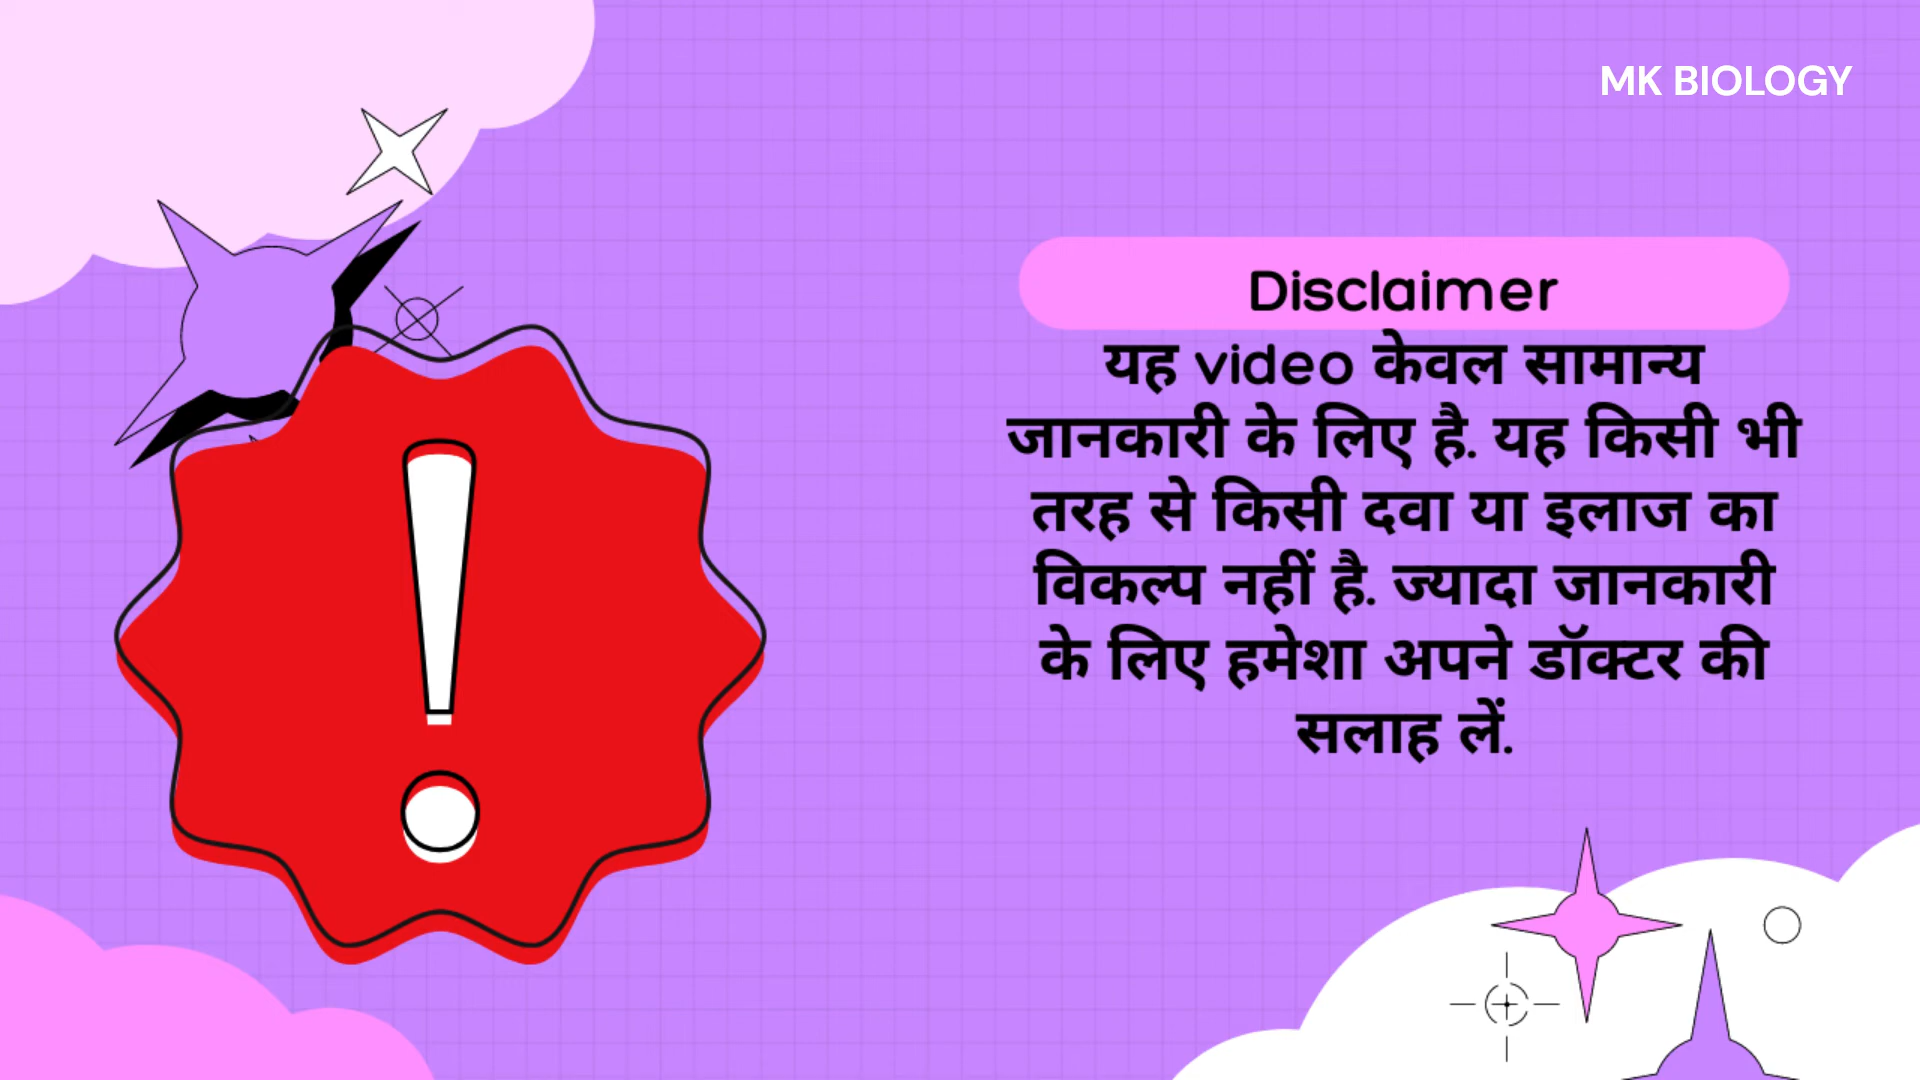 MK BIOLOGY
Disclaimer
यह video केवल सामान्य
जानकारी के लिए है. यह किसी भी
तरह से किसी दवा या इलाज का
विकल्प नहीं है. ज्यादा जानकारी
के लिए हमेशा अपने डॉक्टर की
सलाह लें.